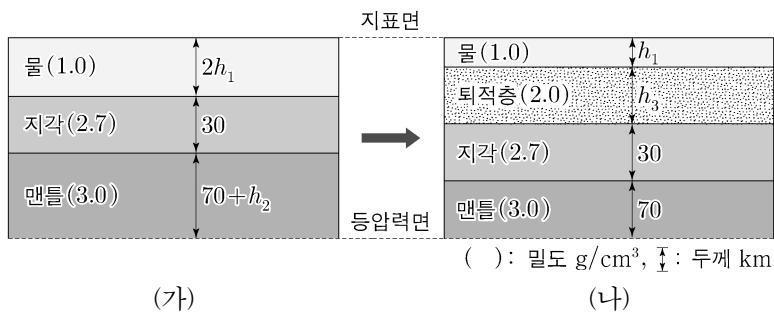 지표면
물(1.0) 2h₁
지각(2.7) 30
맨틀(3.0) 70+h₂
등압력면
물(1.0) h₁
퇴적층(2.0) h₃
지각(2.7) 30
맨틀(3.0) 70
( ): 밀도 g/cm³, : 두께 km
(가)
(나)